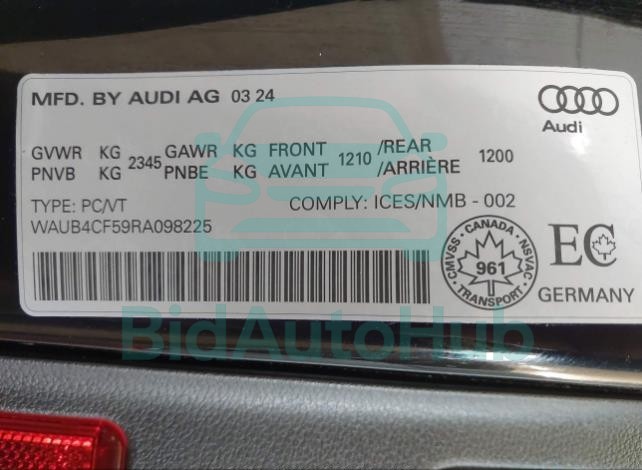 MFD. BY AUDI AG 03 24
Audi
GVWR KG 2345 GAWR KG FRONT 1210 /REAR 1200
PNVB KG PNBE KG AVANT /ARRIÈRE
TYPE: PC/VT COMPLY: ICES/NMB - 002
WAUB4CF59RA098225
CMVSS • CANADA • NSVAC • TRANSPORT •
961
EC
GERMANY
BidAutoHub